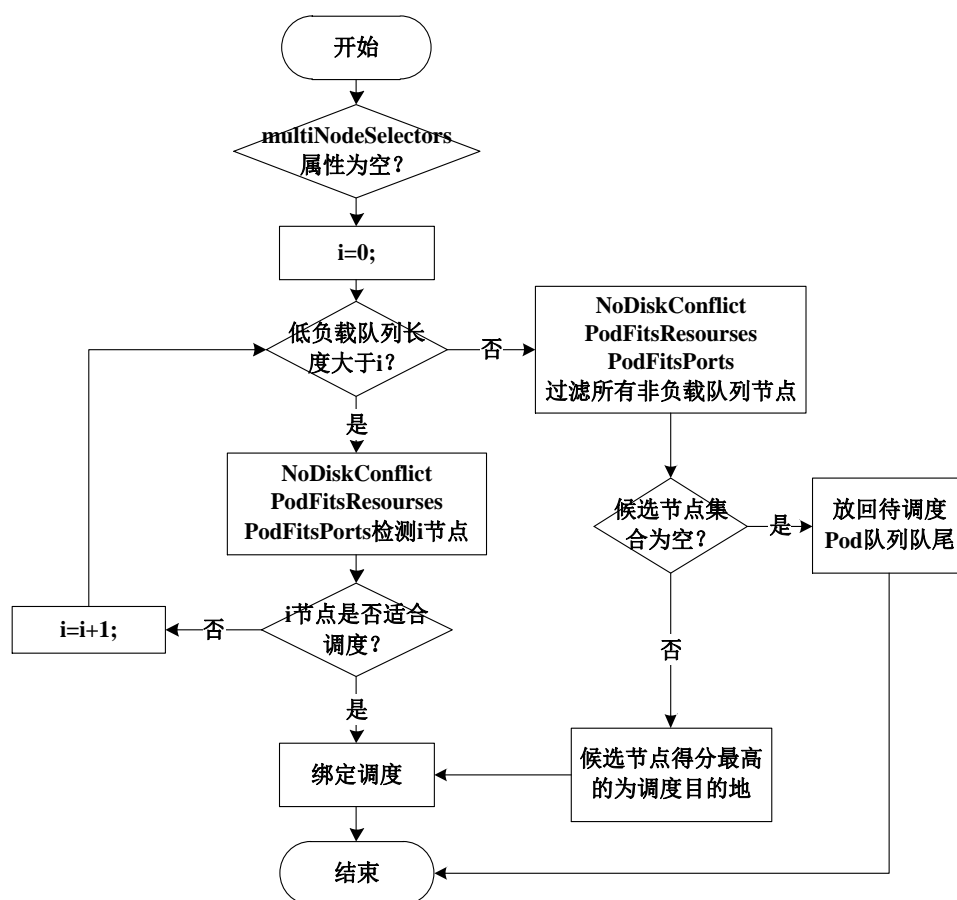 开始
multiNodeSelectors
属性为空？
i=0;
低负载队列长
度大于i？
否
NoDiskConflict
PodFitsResourses
PodFitsPorts
过滤所有非负载队列节点
是
NoDiskConflict
PodFitsResourses
PodFitsPorts检测i节点
候选节点集
合为空？
是
放回待调度
Pod队列队尾
i节点是否适合
调度？
否
i=i+1;
否
是
绑定调度
候选节点得分最高
的为调度目的地
结束